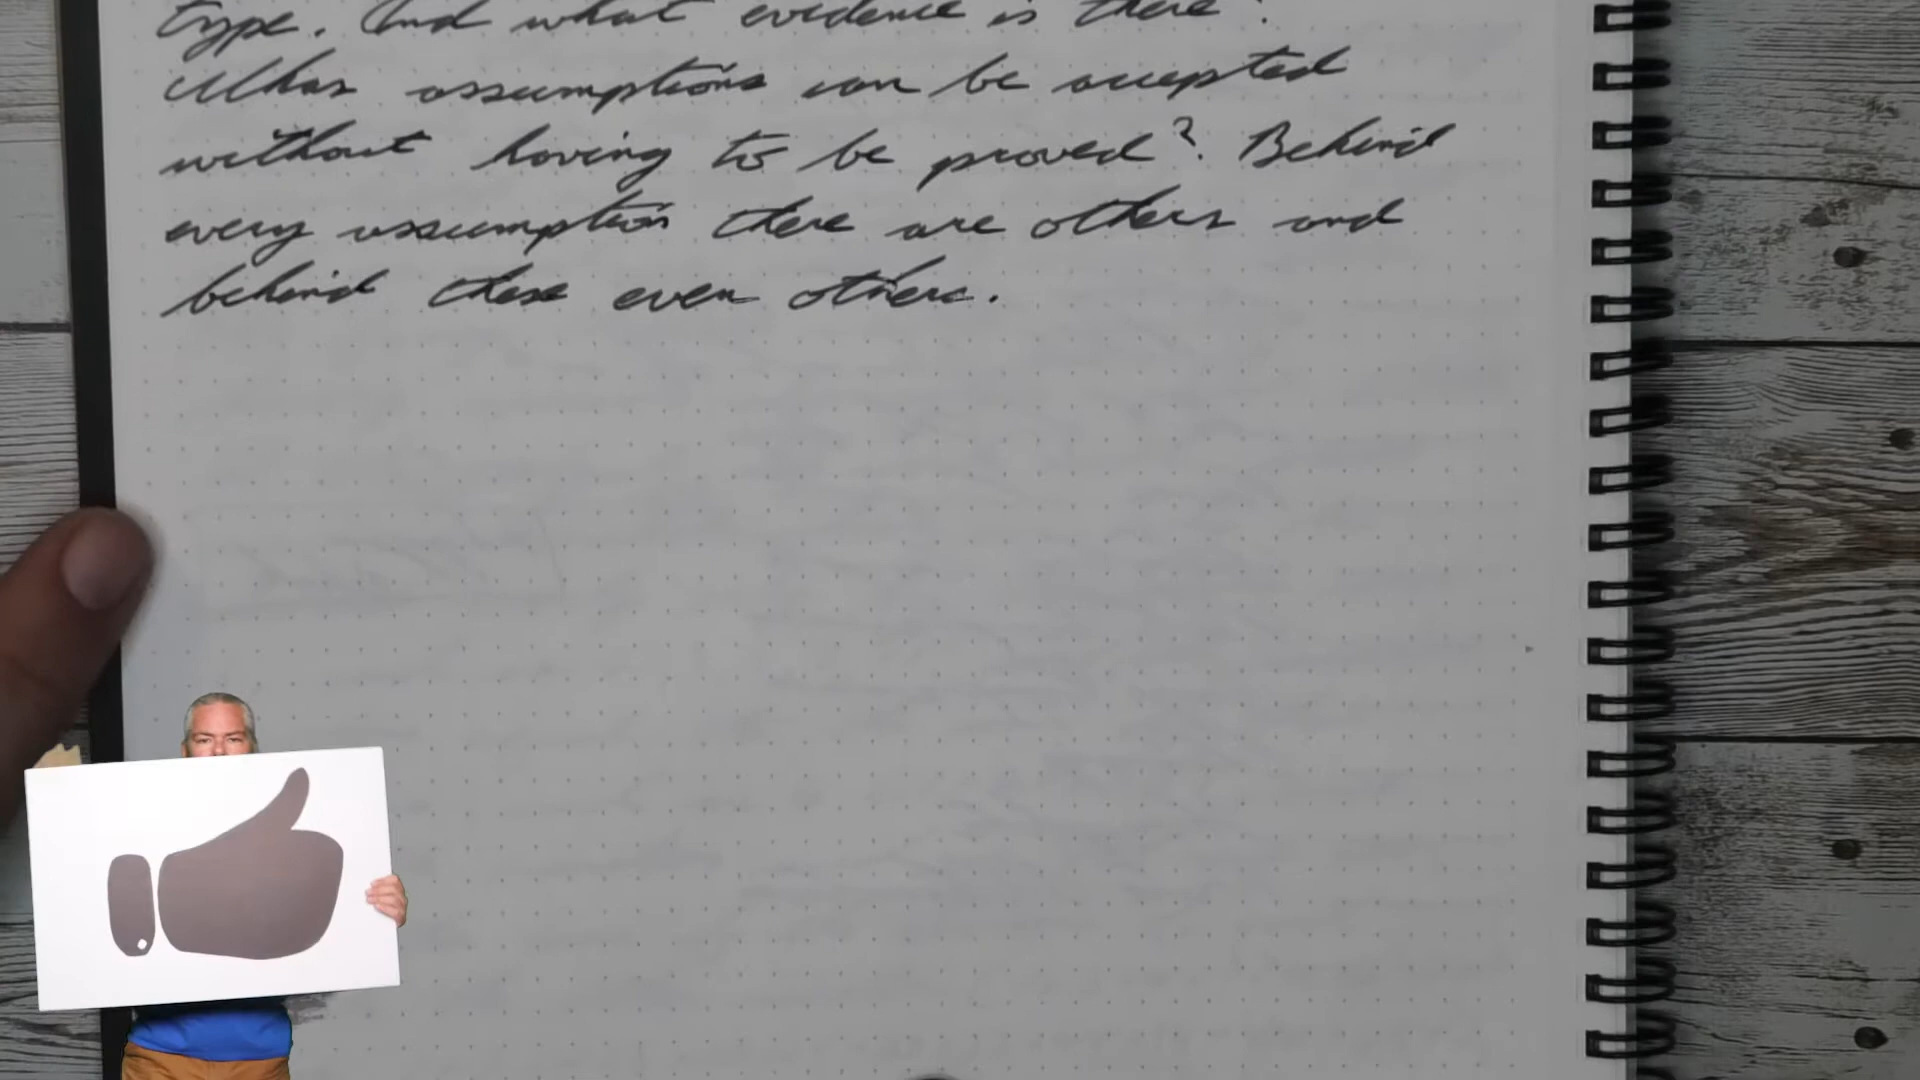 type. And what evidence is there?
What assumptions can be accepted
without having to be proved? Behind
every assumption there are others and
behind these even others.